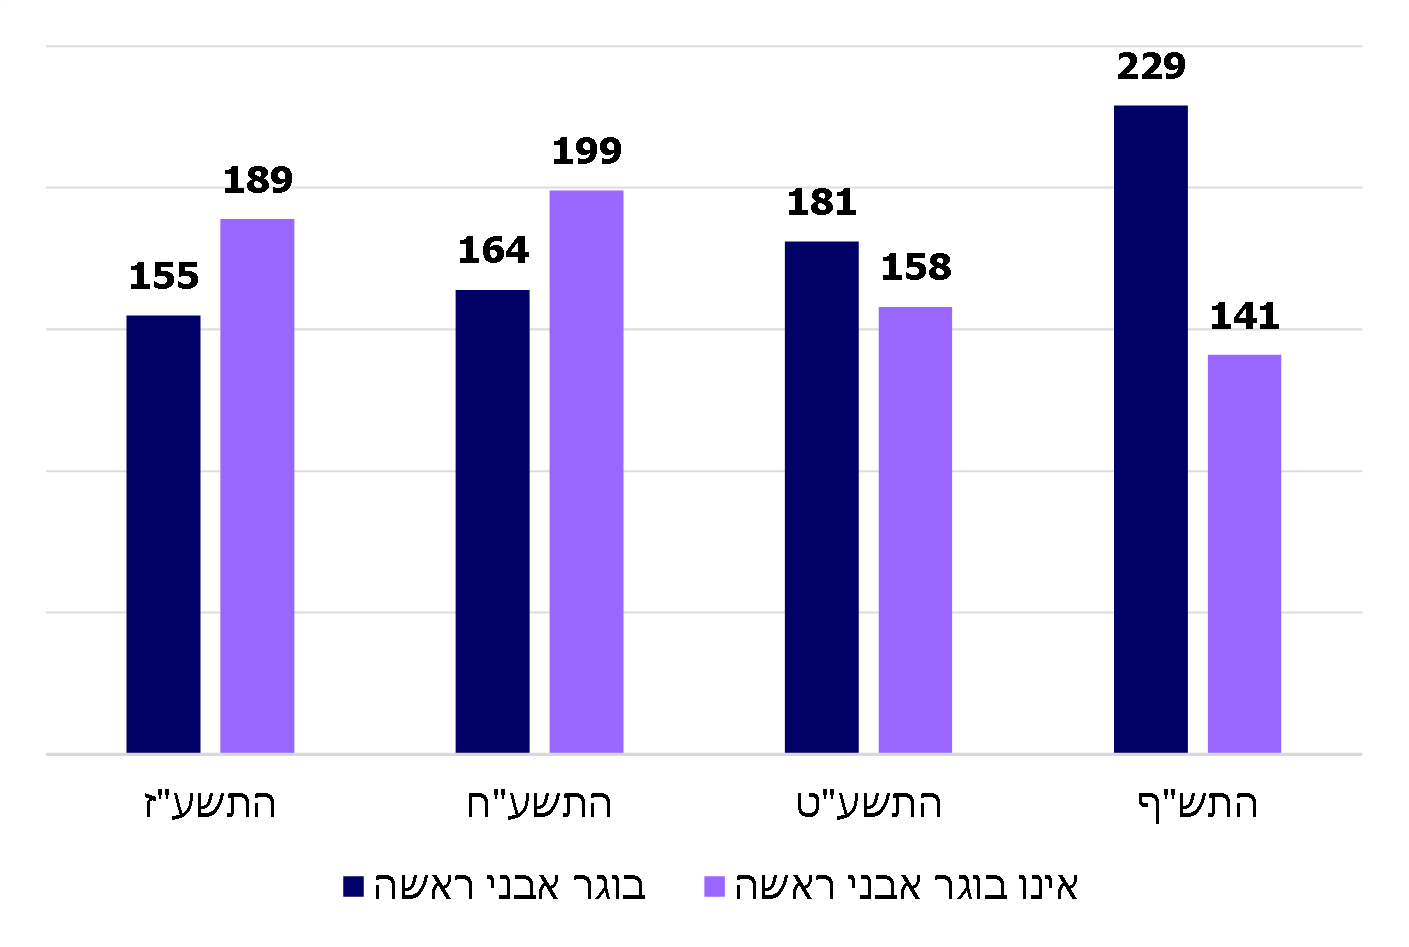 229
199
189
181
164
158
155
141
התשע"ז
התשע"ח
התשע"ט
התש"ף
בוגר אבני ראשה
אינו בוגר אבני ראשה